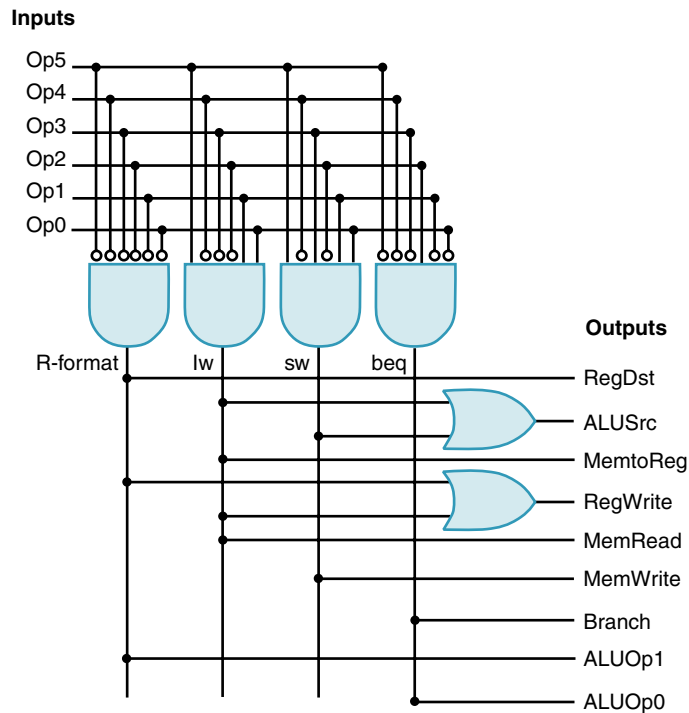 Inputs
Op5
Op4
Op3
Op2
Op1
Op0
R-format
lw
sw
beq
Outputs
RegDst
ALUSrc
MemtoReg
RegWrite
MemRead
MemWrite
Branch
ALUOp1
ALUOp0